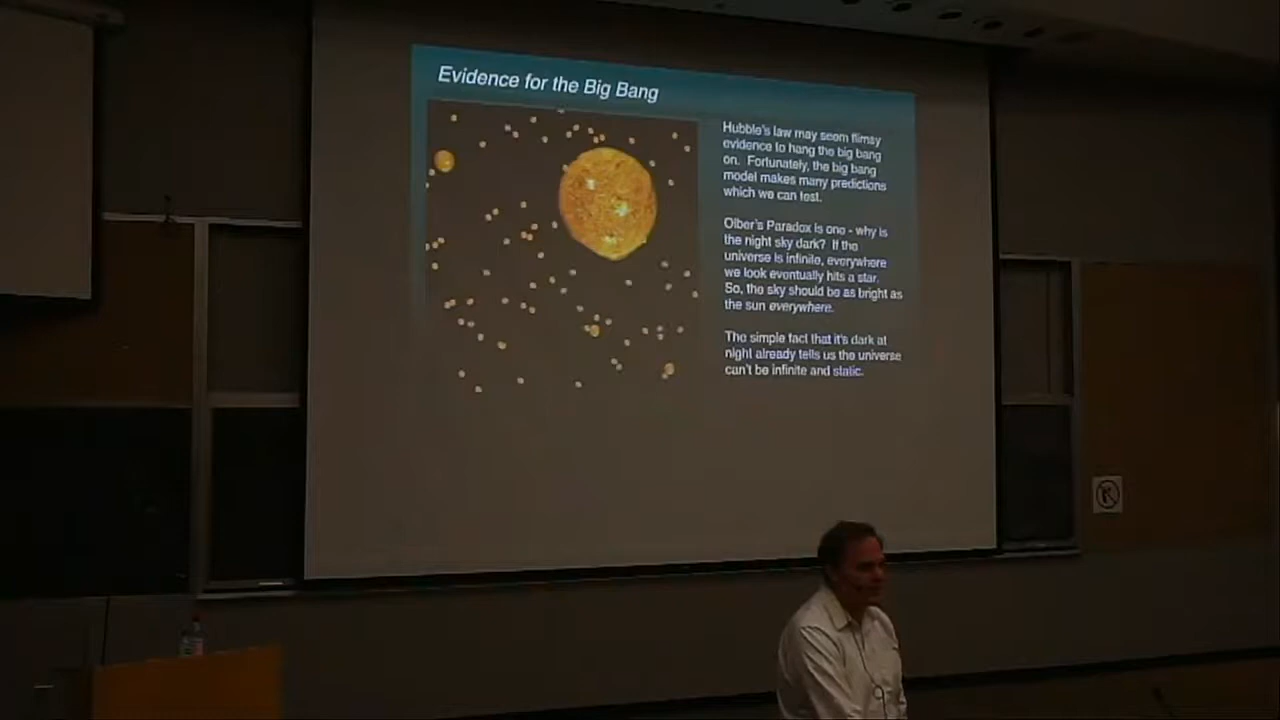 Evidence for the Big Bang
Hubble's law may seem flimsy
evidence to hang the big bang
on. Fortunately, the big bang
model makes many predictions
which we can test.
Olber's Paradox is one - why is
the night sky dark? If the
universe is infinite, everywhere
we look eventually hits a star.
So, the sky should be as bright as
the sun everywhere.
The simple fact that it's dark at
night already tells us the universe
can't be infinite and static.